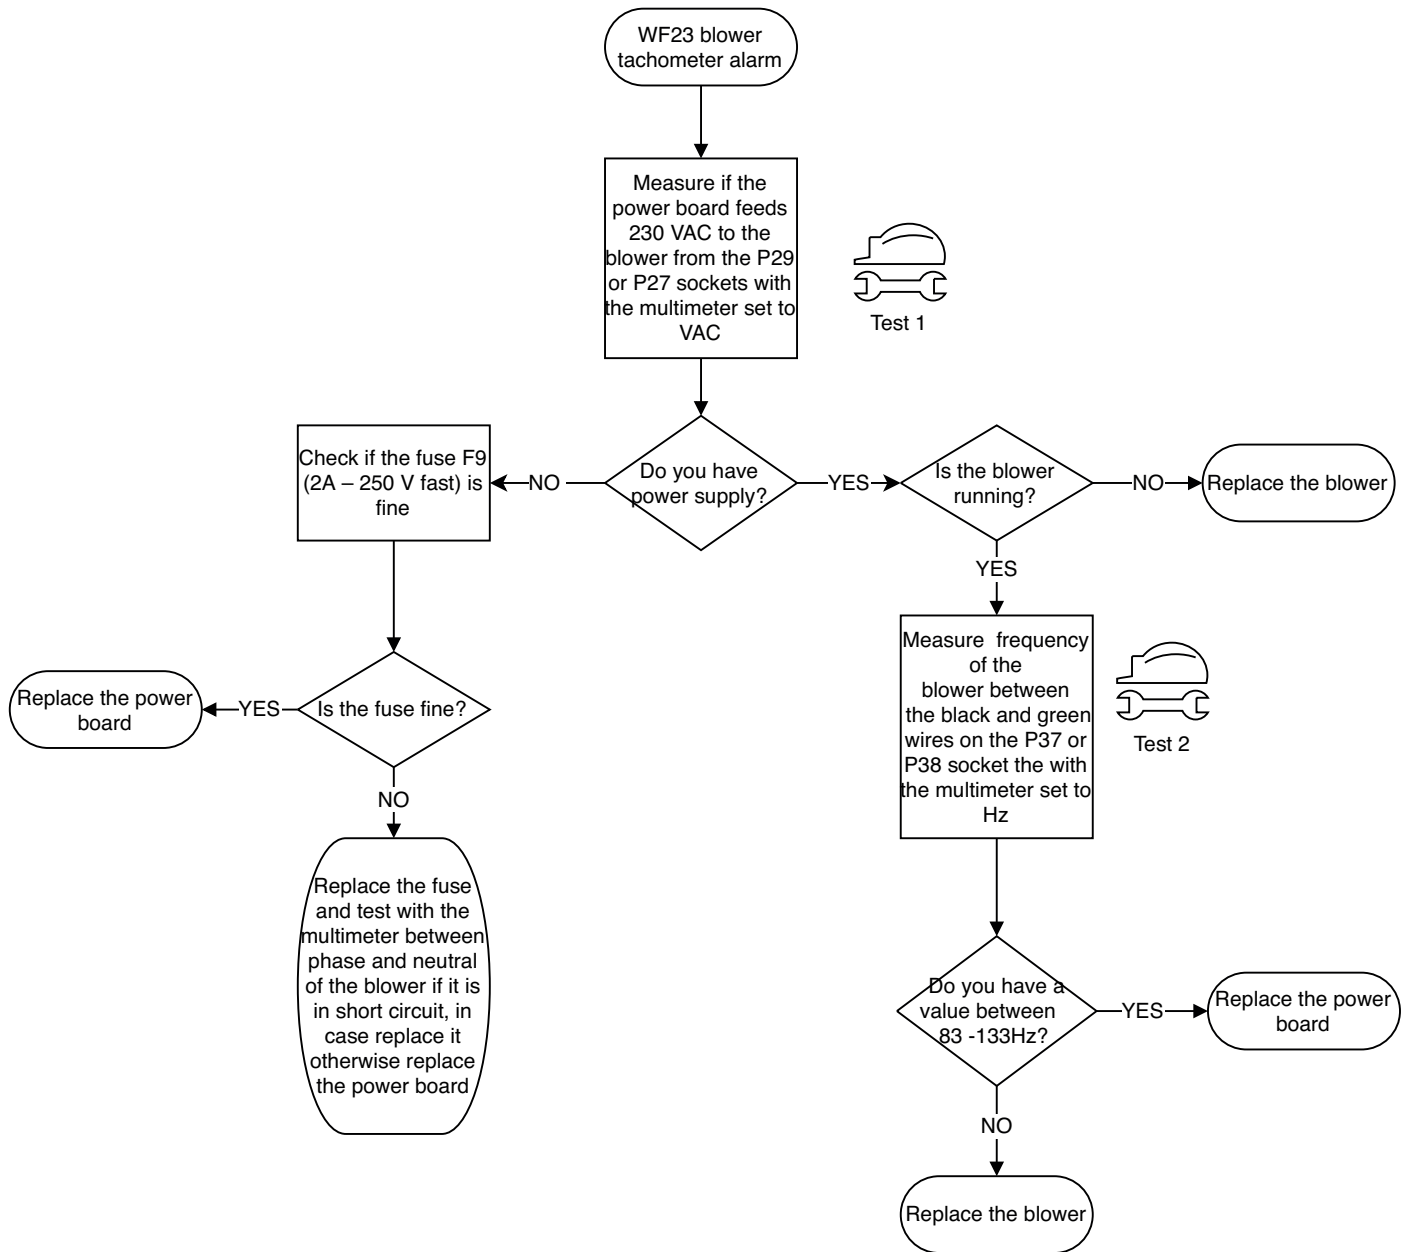 WF23 blower
tachometer alarm
Measure if the
power board feeds
230 VAC to the
blower from the P29
or P27 sockets with
the multimeter set to
VAC
Test 1
Do you have
power supply?
NO
YES
Check if the fuse F9
(2A – 250 V fast) is
fine
Is the blower
running?
NO
Replace the blower
YES
Measure  frequency
of the
blower between
the black and green
wires on the P37 or
P38 socket the with
the multimeter set to
Hz
Test 2
Is the fuse fine?
YES
Replace the power
board
NO
Replace the fuse
and test with the
multimeter between
phase and neutral
of the blower if it is
in short circuit, in
case replace it
otherwise replace
the power board
Do you have a
value between
83 -133Hz?
YES
Replace the power
board
NO
Replace the blower